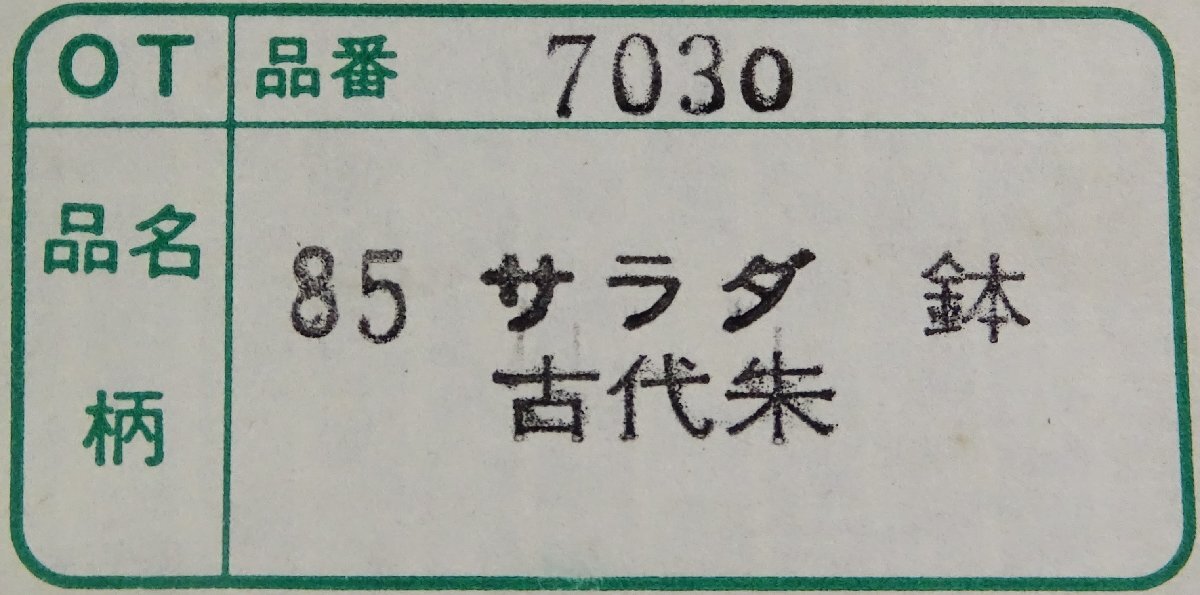 OT 品番 7030
品名 85 サラダ 鉢
柄 古代朱